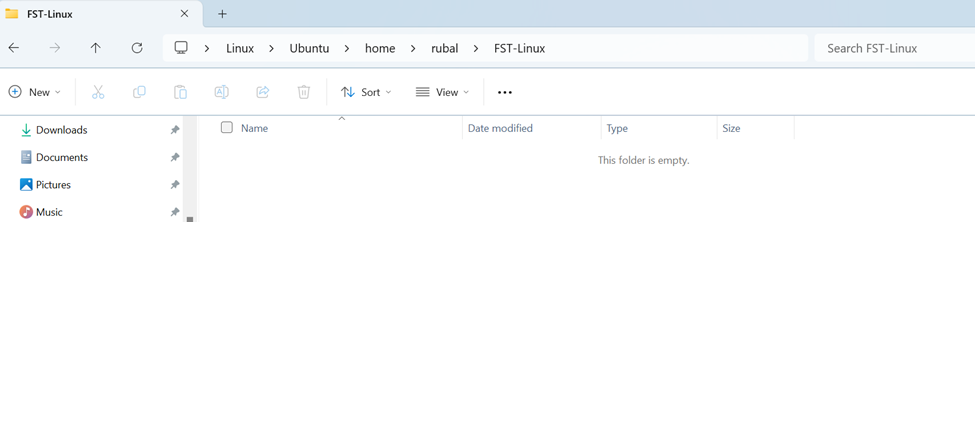 FST-Linux
Linux > Ubuntu > home > rubal > FST-Linux
Search FST-Linux
New
Sort
View
Downloads
Documents
Pictures
Music
Name Date modified Type Size
This folder is empty.